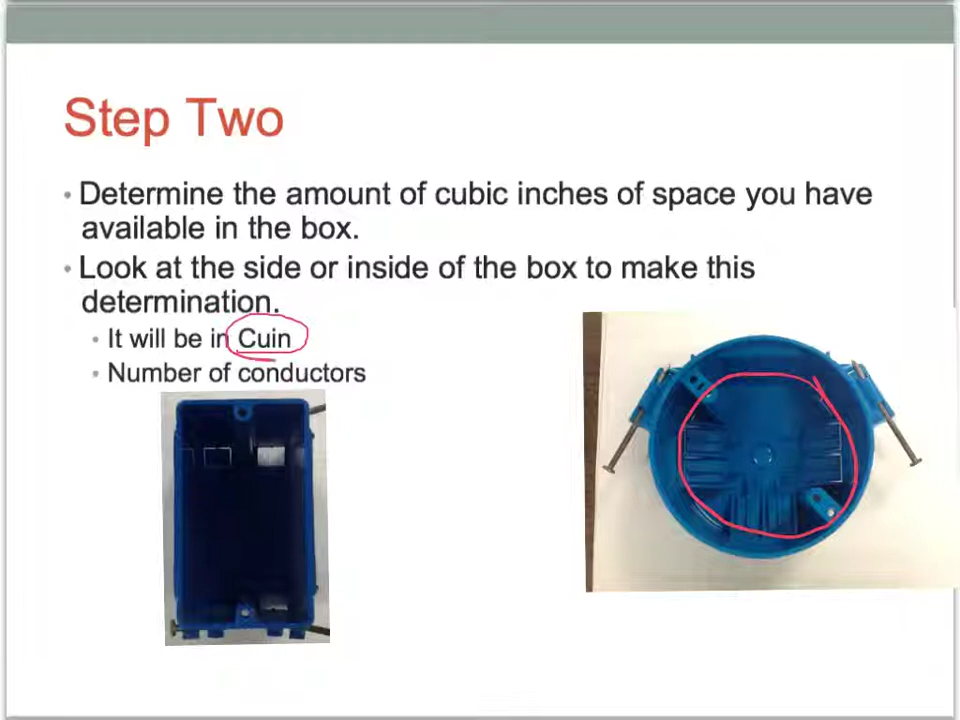 Step Two
• Determine the amount of cubic inches of space you have
available in the box.
• Look at the side or inside of the box to make this
determination.
• It will be in Cuin
• Number of conductors